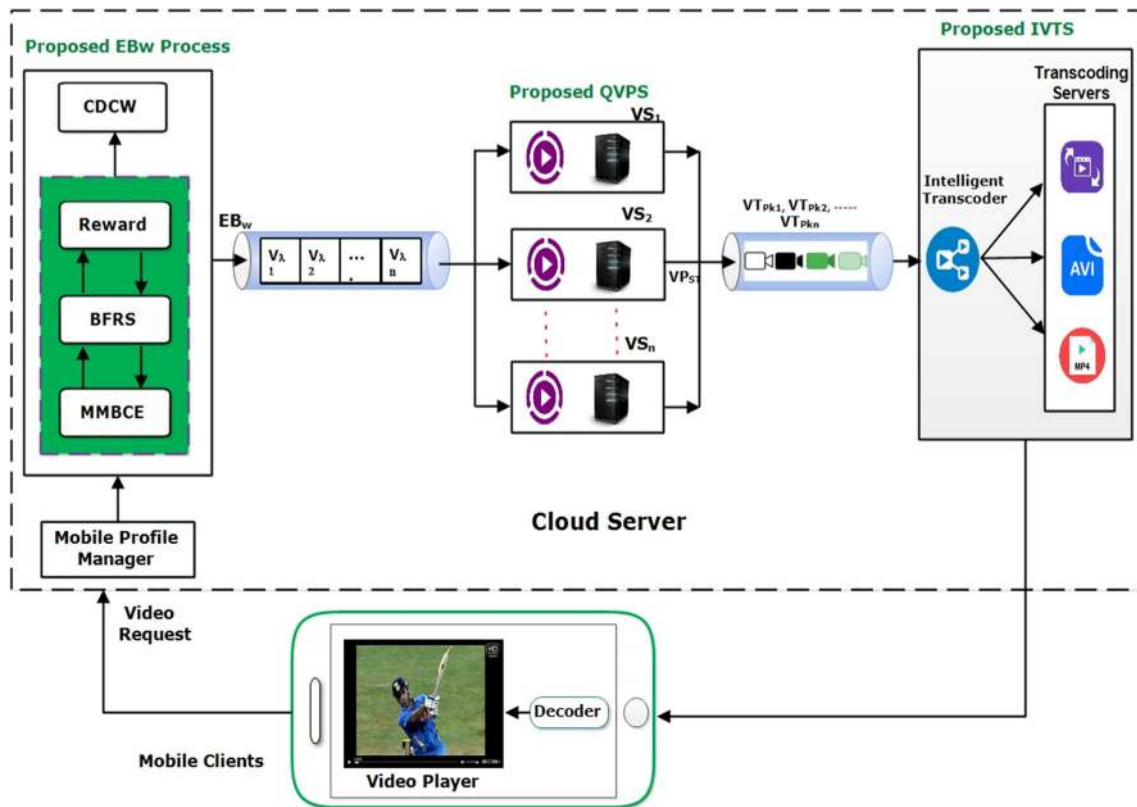 Proposed EBw Process
CDCW
Reward
BFRS
MMBCE
Mobile Profile
Manager
EBw
Vλ
1
Vλ
2
...
.
Vλ
n
Proposed QVPS
VS1
VS2
VSn
VPST
VTPk1, VTPk2, -----
VTPkn
Proposed IVTS
Transcoding
Servers
Intelligent
Transcoder
AVI
MP4
Cloud Server
Video
Request
Mobile Clients
HD
Decoder
Video Player